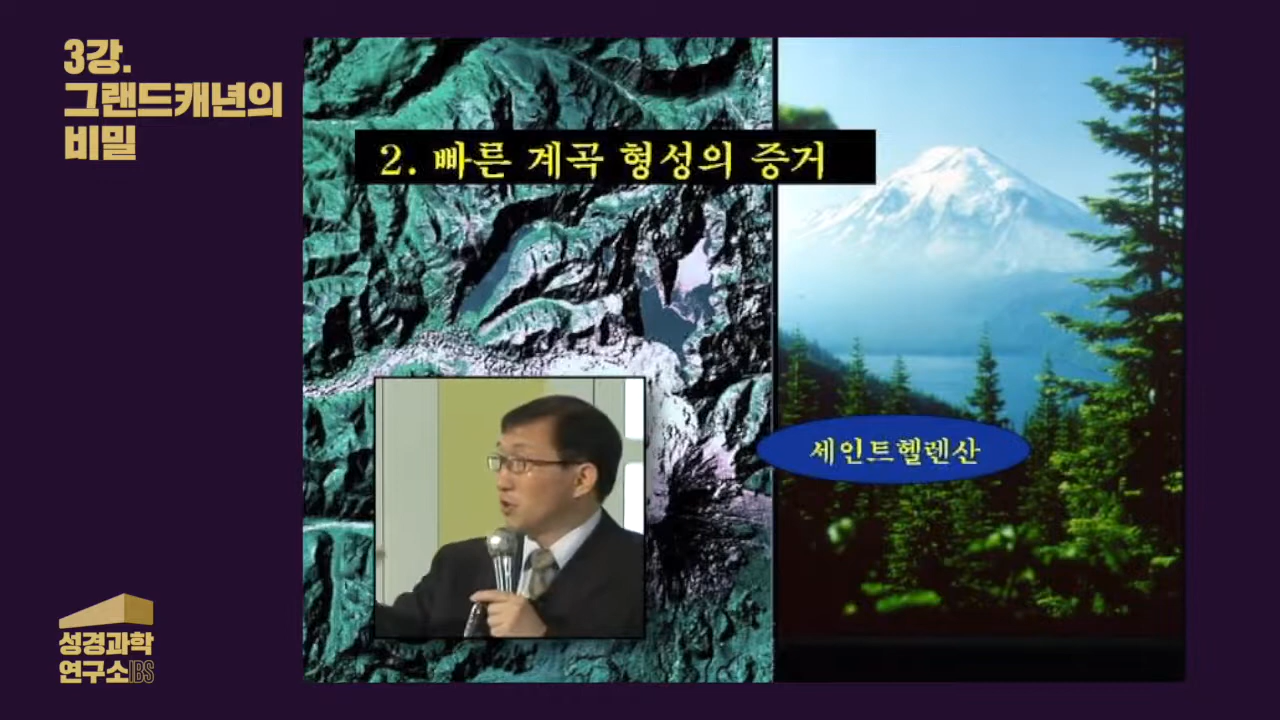 3강.
그랜드캐년의
비밀
2. 빠른 계곡 형성의 증거
세인트헬렌산
성경과학
연구소IBS